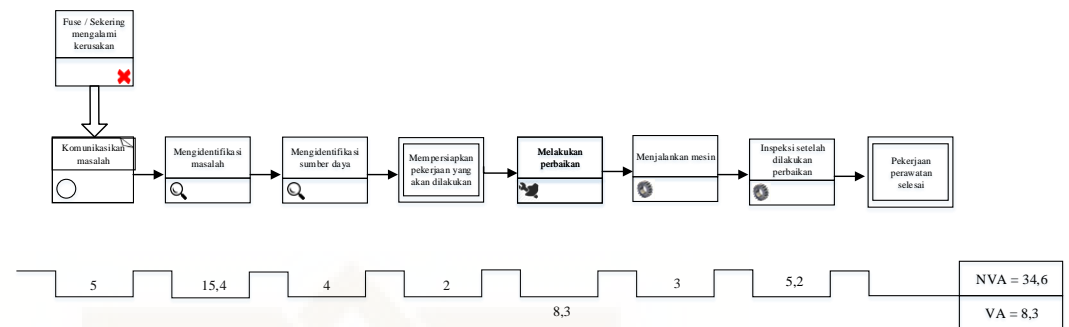 Fuse / Sekering
mengalami
kerusakan
Komunikasikan
masalah
Mengidentifikasi
masalah
Mengidentifikasi
sumber daya
Mempersiapkan
pekerjaan yang
akan dilakukan
Melakukan
perbaikan
Menjalankan mesin
Inspeksi setelah
dilakukan
perbaikan
Pekerjaan
perawatan
selesai
5
15,4
4
2
8,3
3
5,2
NVA = 34,6
VA = 8,3